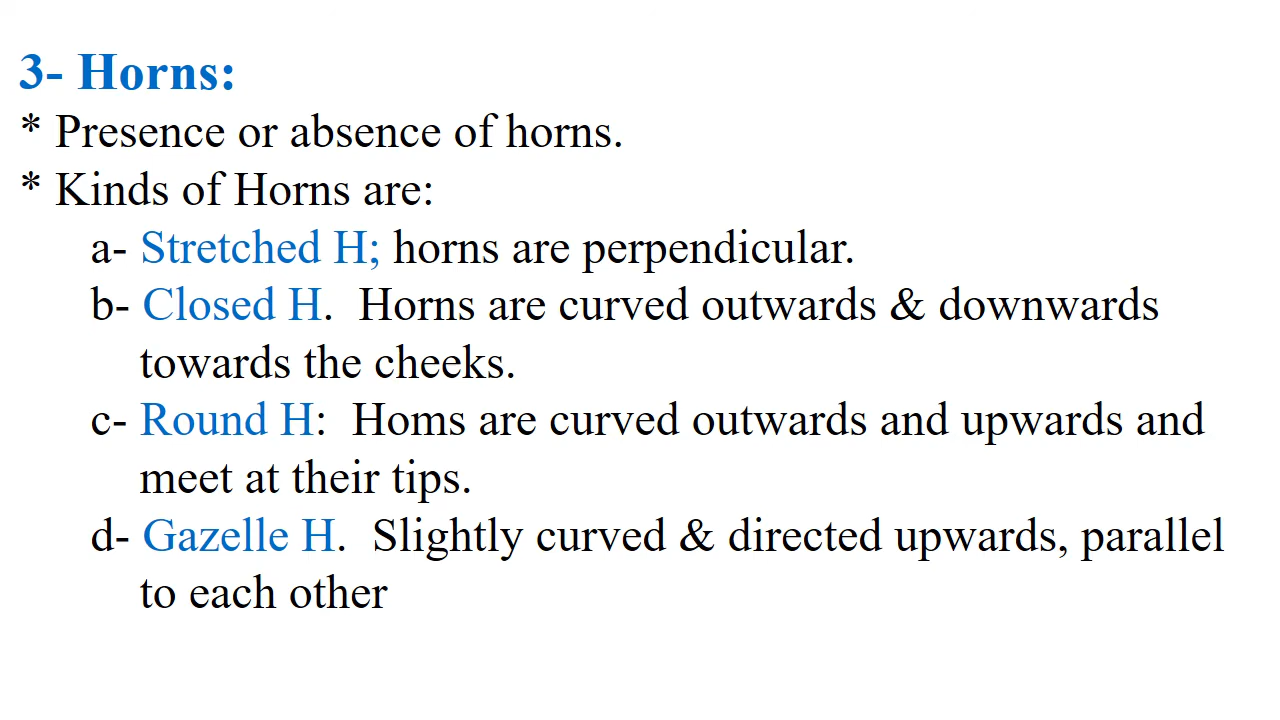 3- Horns:
* Presence or absence of horns.
* Kinds of Horns are:
a- Stretched H; horns are perpendicular.
b- Closed H.  Horns are curved outwards & downwards
towards the cheeks.
c- Round H:  Homs are curved outwards and upwards and
meet at their tips.
d- Gazelle H.  Slightly curved & directed upwards, parallel
to each other